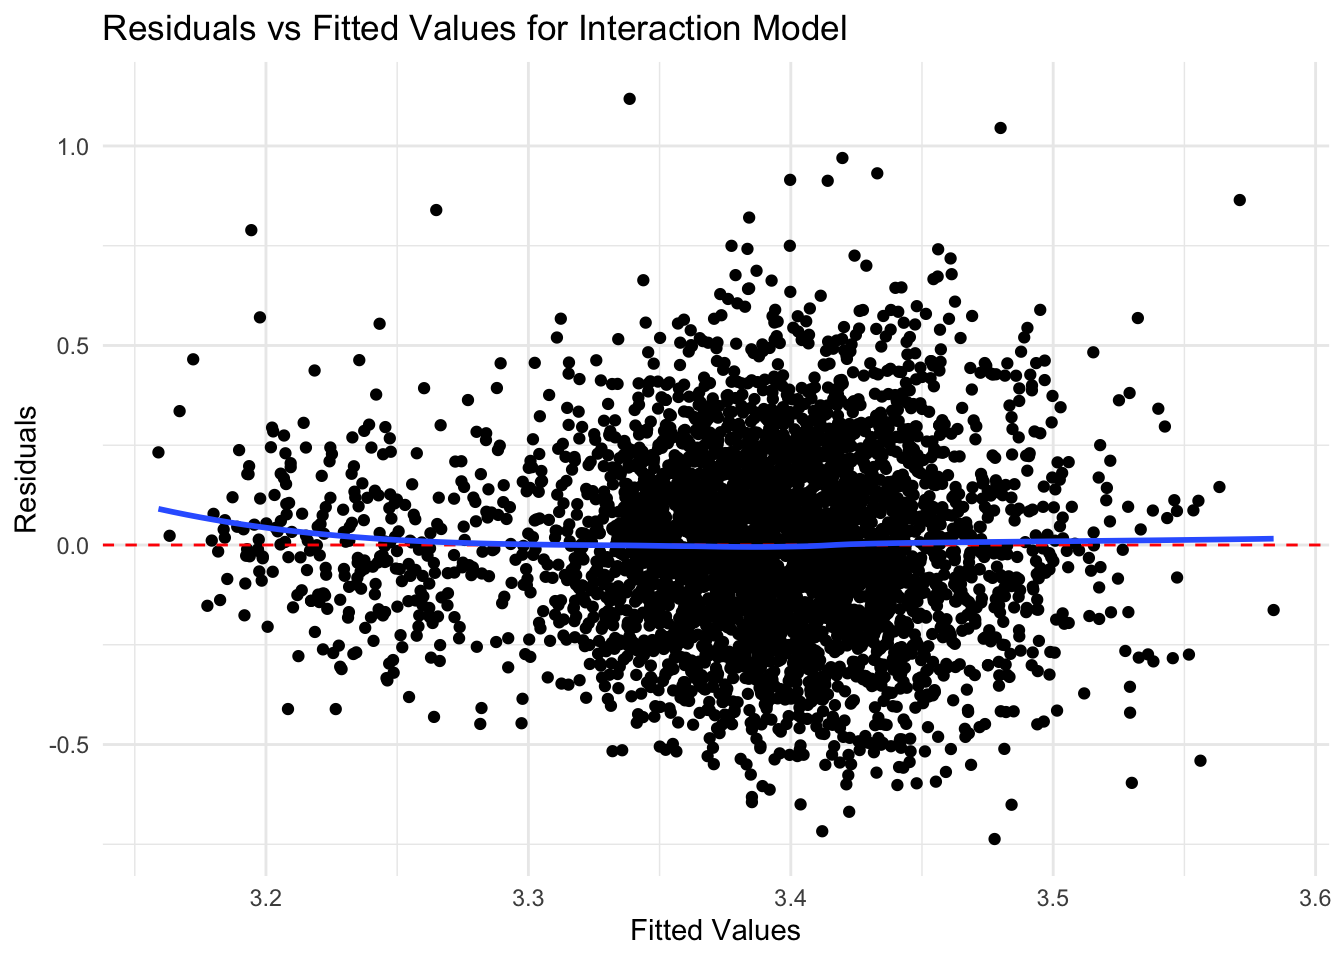 Residuals vs Fitted Values for Interaction Model
1.0
0.5
0.0
-0.5
Residuals
3.2 3.3 3.4 3.5 3.6
Fitted Values